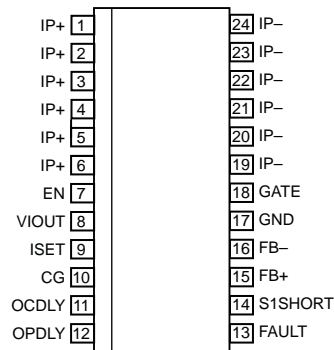 IP+ 1 24 IP–
IP+ 2 23 IP–
IP+ 3 22 IP–
IP+ 4 21 IP–
IP+ 5 20 IP–
IP+ 6 19 IP–
EN 7 18 GATE
VIOUT 8 17 GND
ISET 9 16 FB–
CG 10 15 FB+
OCDLY 11 14 S1SHORT
OPDLY 12 13 FAULT